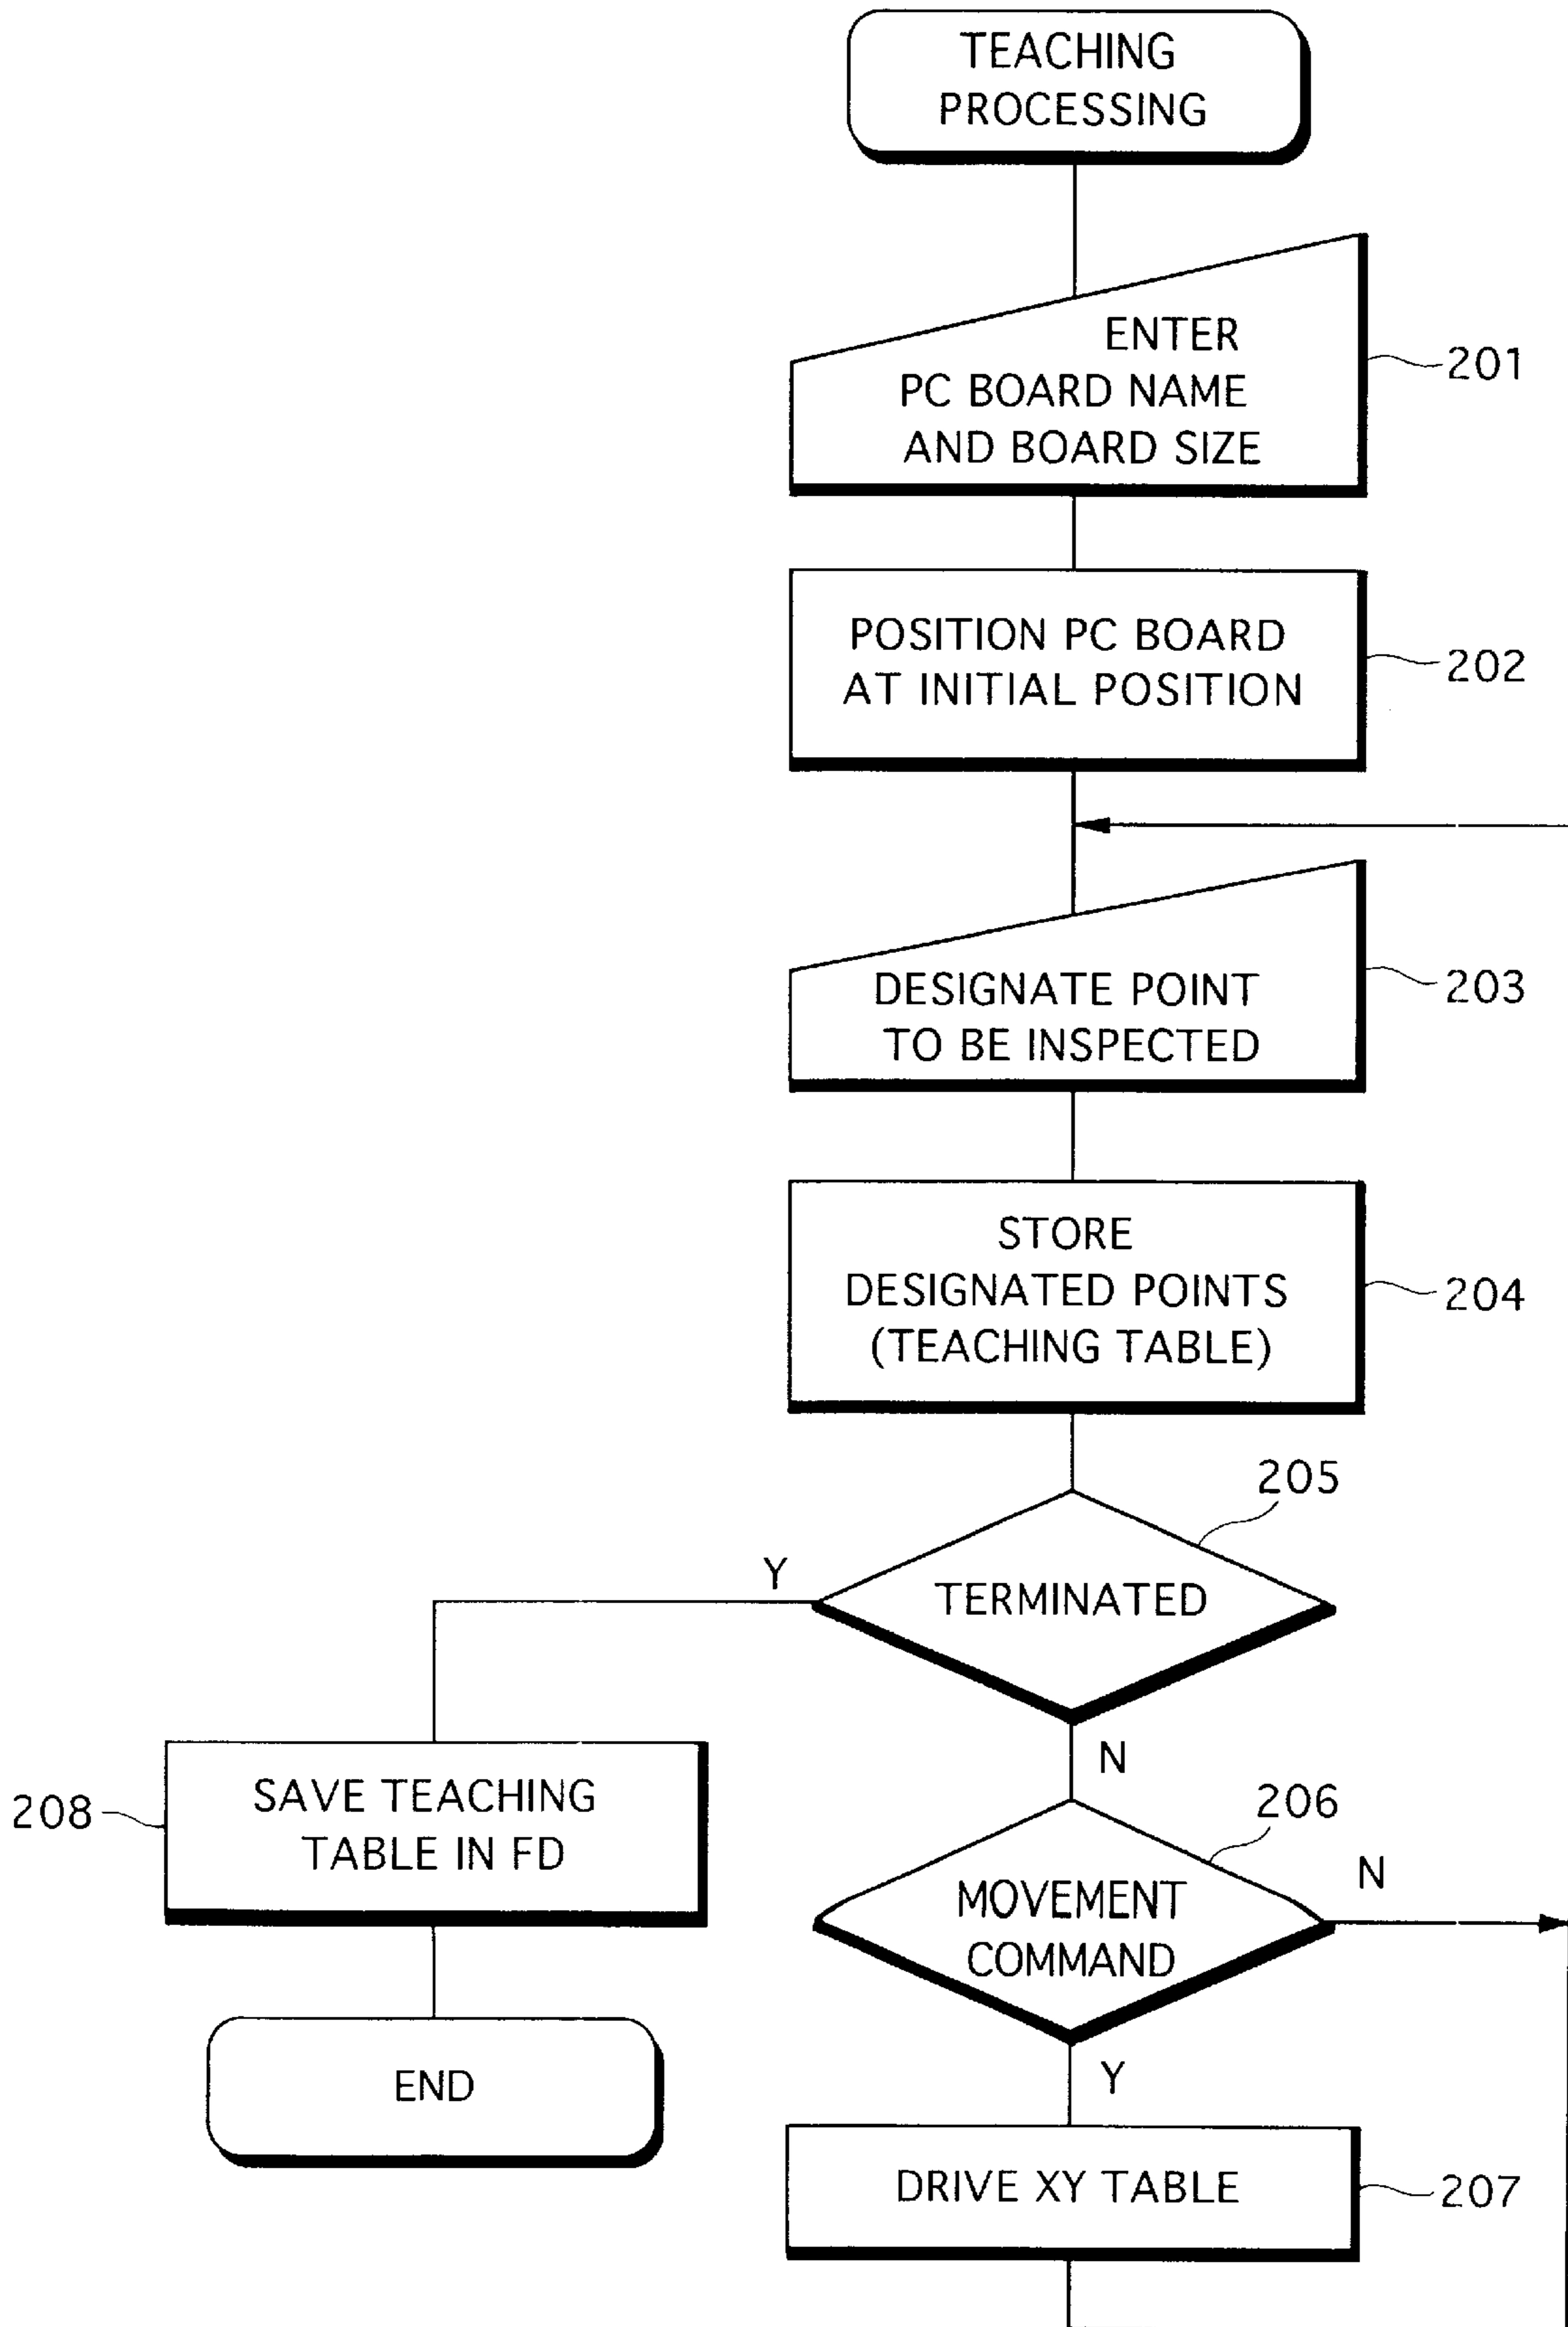 TEACHING
PROCESSING
ENTER
PC BOARD NAME
AND BOARD SIZE
201
POSITION PC BOARD
AT INITIAL POSITION
202
DESIGNATE POINT
TO BE INSPECTED
203
STORE
DESIGNATED POINTS
(TEACHING TABLE)
204
205
TERMINATED
Y
N
208
SAVE TEACHING
TABLE IN FD
END
206
MOVEMENT
COMMAND
N
Y
DRIVE XY TABLE
207